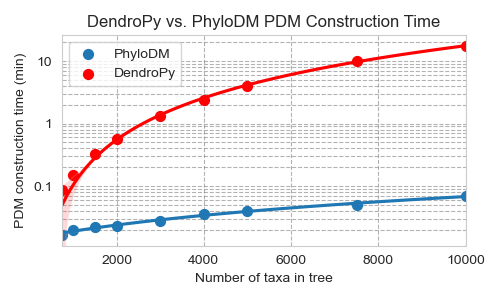 DendroPy vs. PhyloDM PDM Construction Time
PhyloDM
DendroPy
PDM construction time (min)
10
1
0.1
2000
4000
6000
8000
10000
Number of taxa in tree